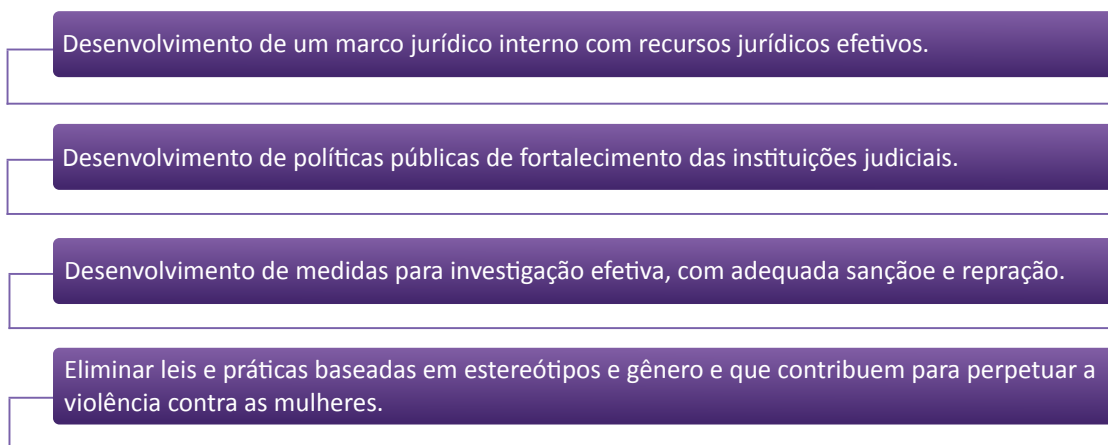 Desenvolvimento de um marco jurídico interno com recursos jurídicos efetivos.
Desenvolvimento de políticas públicas de fortalecimento das instituições judiciais.
Desenvolvimento de medidas para investigação efetiva, com adequada sançãoe e repração.
Eliminar leis e práticas baseadas em estereótipos e gênero e que contribuem para perpetuar a
violência contra as mulheres.